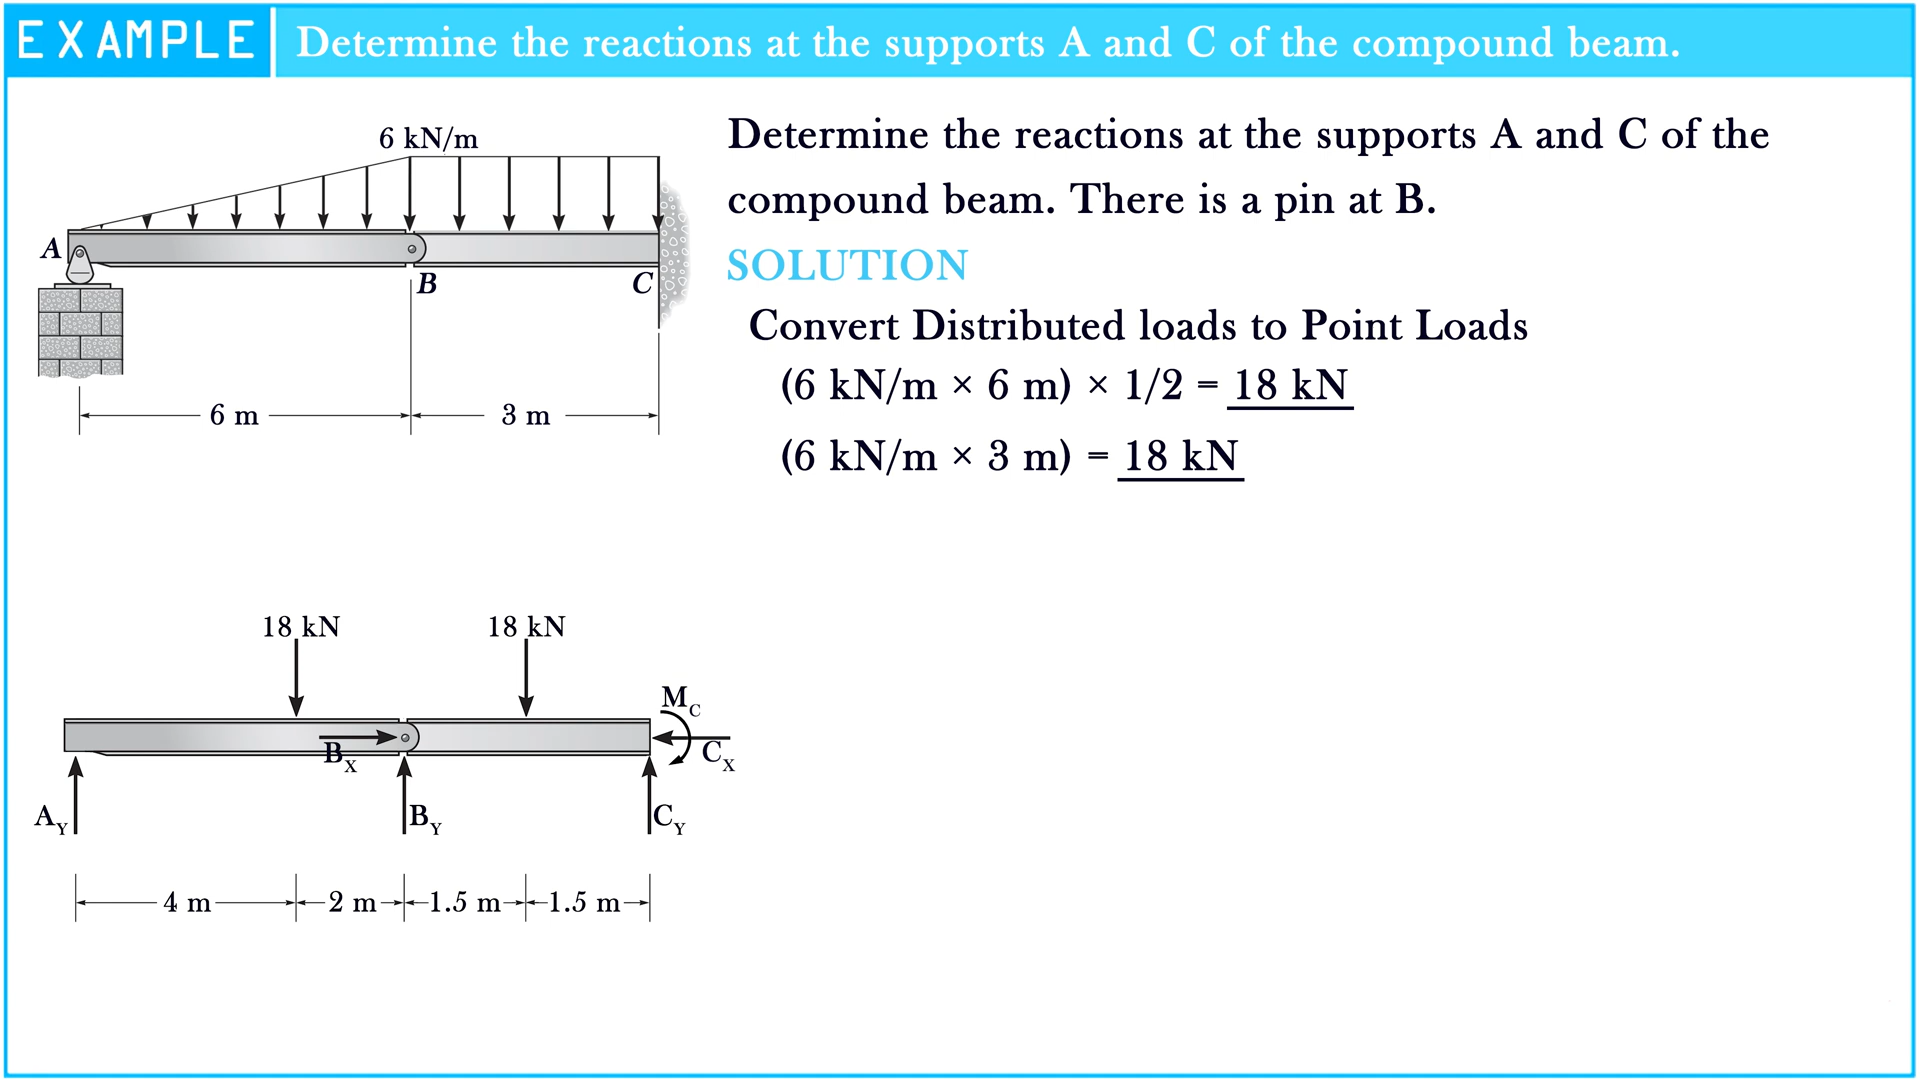 EXAMPLE
Determine the reactions at the supports A and C of the compound beam.
6 kN/m
A
B
C
6 m
3 m
Determine the reactions at the supports A and C of the
compound beam. There is a pin at B.
SOLUTION
Convert Distributed loads to Point Loads
(6 kN/m × 6 m) × 1/2 = 18 kN
(6 kN/m × 3 m) = 18 kN
18 kN
18 kN
M_C
B_X
C_X
A_Y
B_Y
C_Y
4 m
2 m
1.5 m
1.5 m